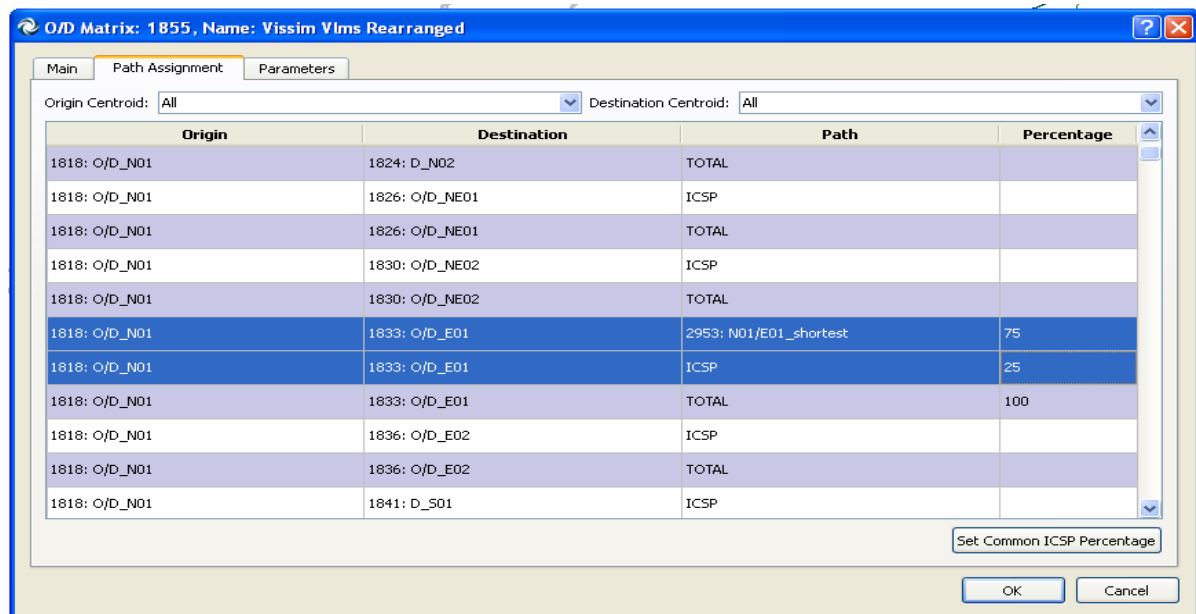 O/D Matrix: 1855, Name: Vissim Vlms Rearranged
Main Path Assignment Parameters
Origin Centroid: All Destination Centroid: All
Origin Destination Path Percentage
1818: O/D_N01 1824: D_N02 TOTAL
1818: O/D_N01 1826: O/D_NE01 ICSP
1818: O/D_N01 1826: O/D_NE01 TOTAL
1818: O/D_N01 1830: O/D_NE02 ICSP
1818: O/D_N01 1830: O/D_NE02 TOTAL
1818: O/D_N01 1833: O/D_E01 2953: N01/E01_shortest 75
1818: O/D_N01 1833: O/D_E01 ICSP 25
1818: O/D_N01 1833: O/D_E01 TOTAL 100
1818: O/D_N01 1836: O/D_E02 ICSP
1818: O/D_N01 1836: O/D_E02 TOTAL
1818: O/D_N01 1841: D_S01 ICSP
Set Common ICSP Percentage
OK Cancel